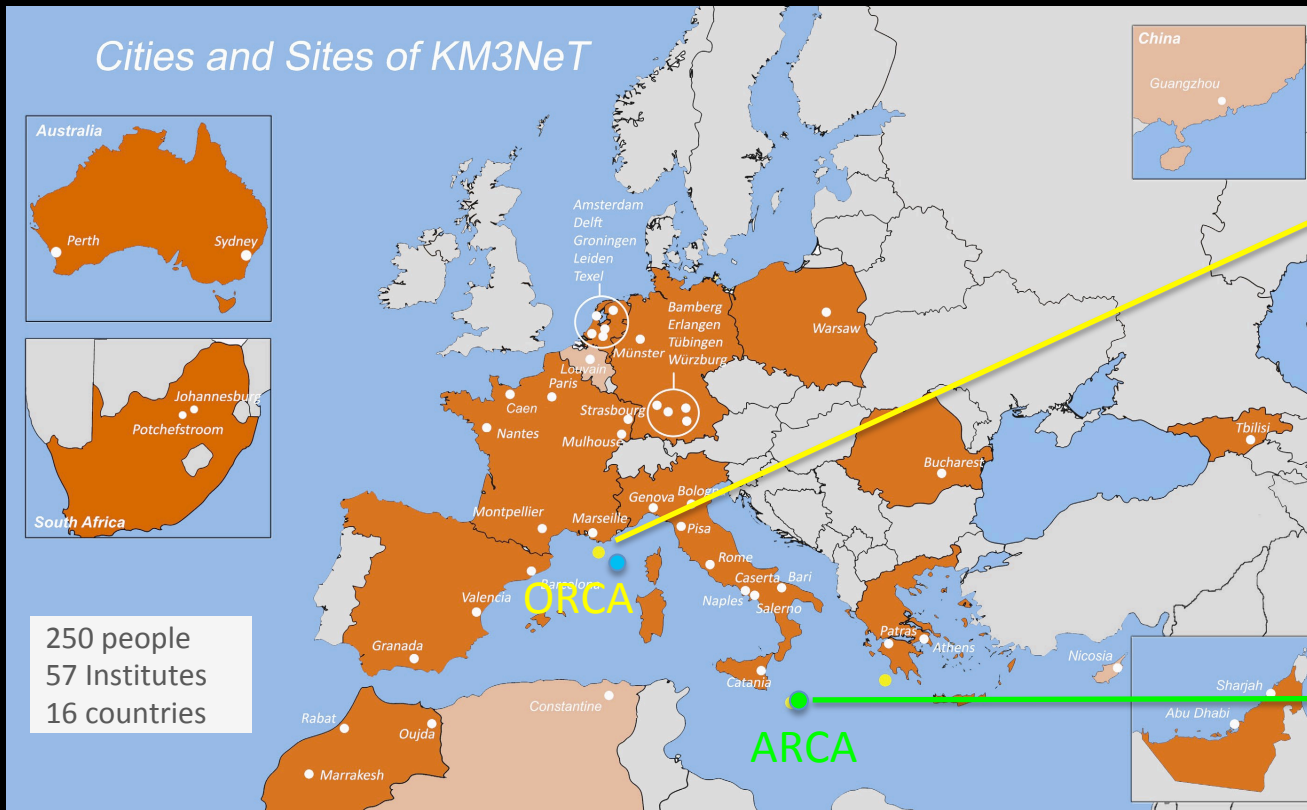 Cities and Sites of KM3NeT
China
Guangzhou
Australia
Perth
Sydney
Amsterdam
Delft
Groningen
Leiden
Texel
Bamberg
Erlangen
Tübingen
Würzburg
Warsaw
Münster
Louvain
Paris
Caen
Strasbourg
Nantes
Mulhouse
Johannesburg
Potchefstroom
South Africa
Tbilisi
Bucharest
Genova
Bologna
Montpellier
Marseille
Pisa
Rome
Barcelona
ORCA
Caserta
Bari
Naples
Salerno
Valencia
Granada
Patras
Athens
Catania
Nicosia
250 people
57 Institutes
16 countries
Constantine
Rabat
Oujda
Marrakesh
ARCA
Sharjah
Abu Dhabi